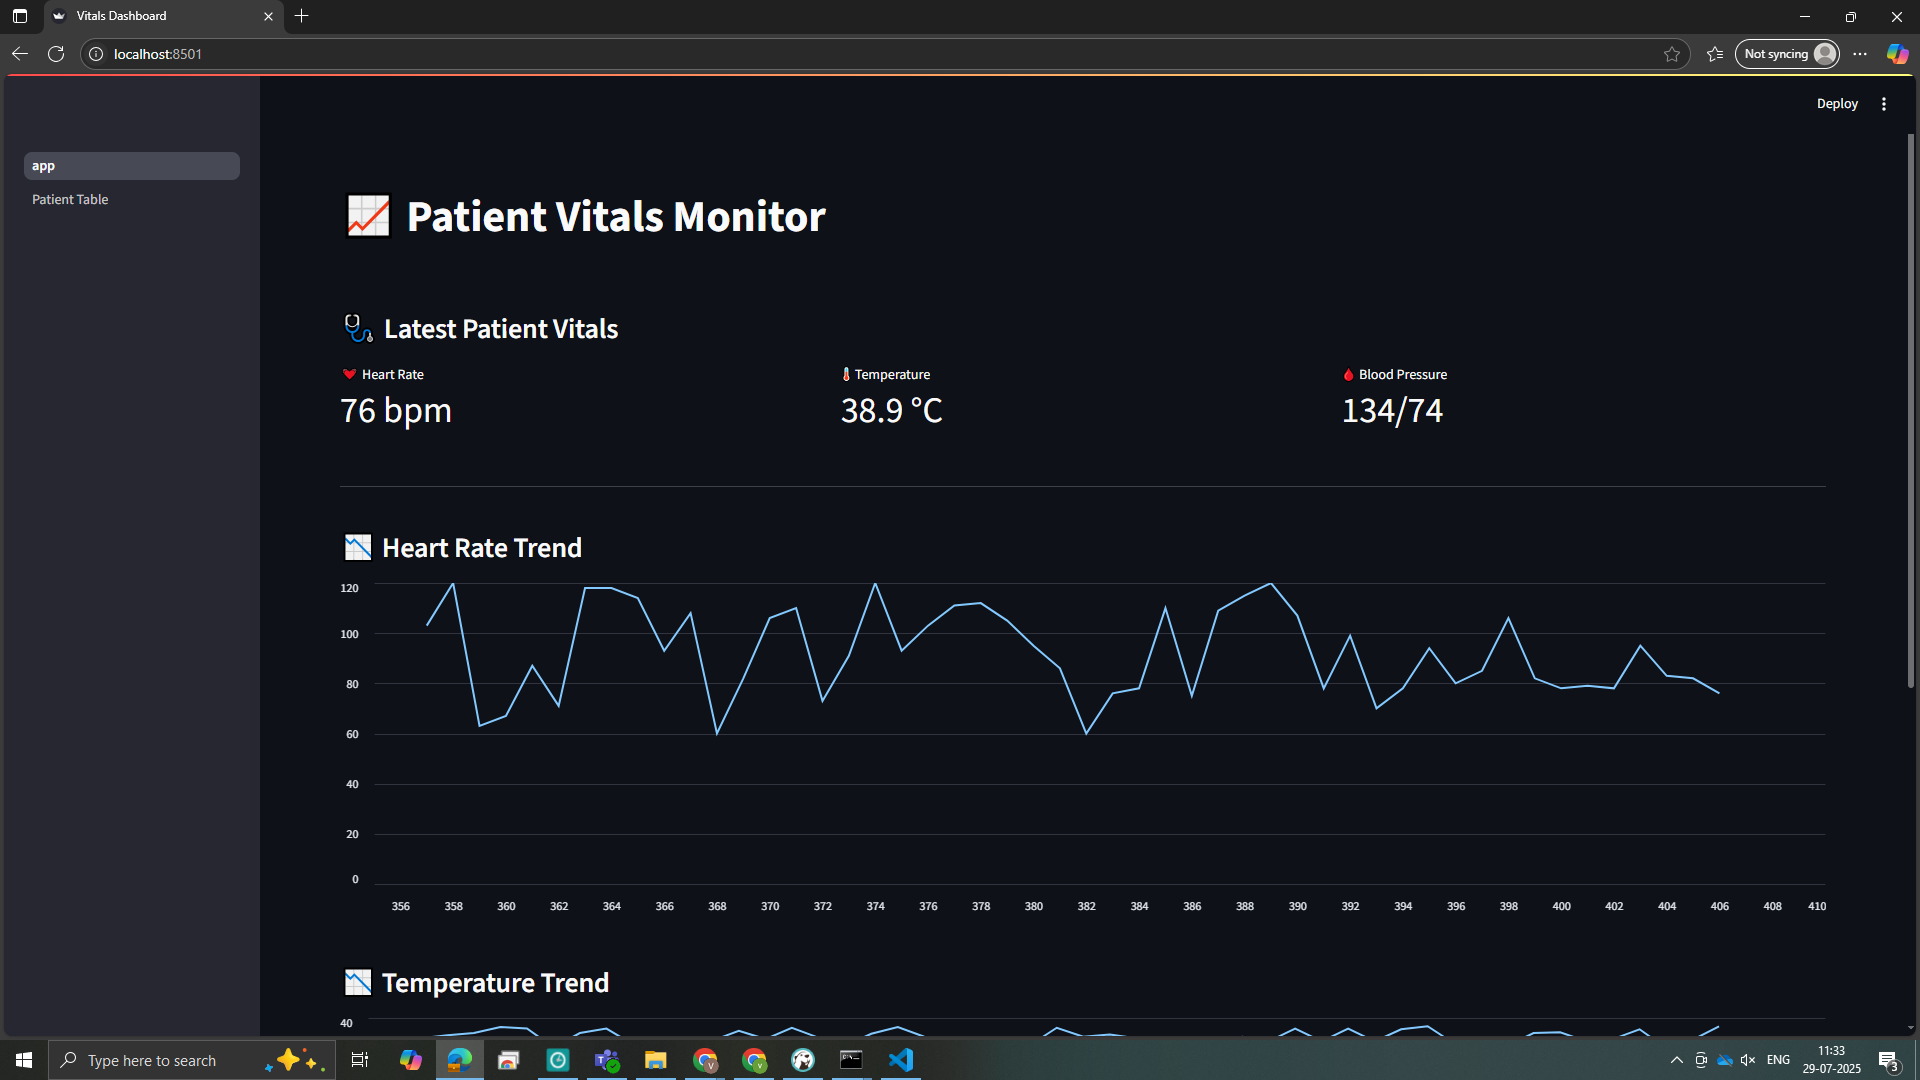 Vitals Dashboard
localhost:8501
Not syncing
Deploy
app
Patient Table
Patient Vitals Monitor
Latest Patient Vitals
Heart Rate
76 bpm
Temperature
38.9 °C
Blood Pressure
134/74
Heart Rate Trend
120
100
80
60
40
20
0
356 358 360 362 364 366 368 370 372 374 376 378 380 382 384 386 388 390 392 394 396 398 400 402 404 406 408 410
Temperature Trend
40
Type here to search
ENG
11:33
29-07-2025
3